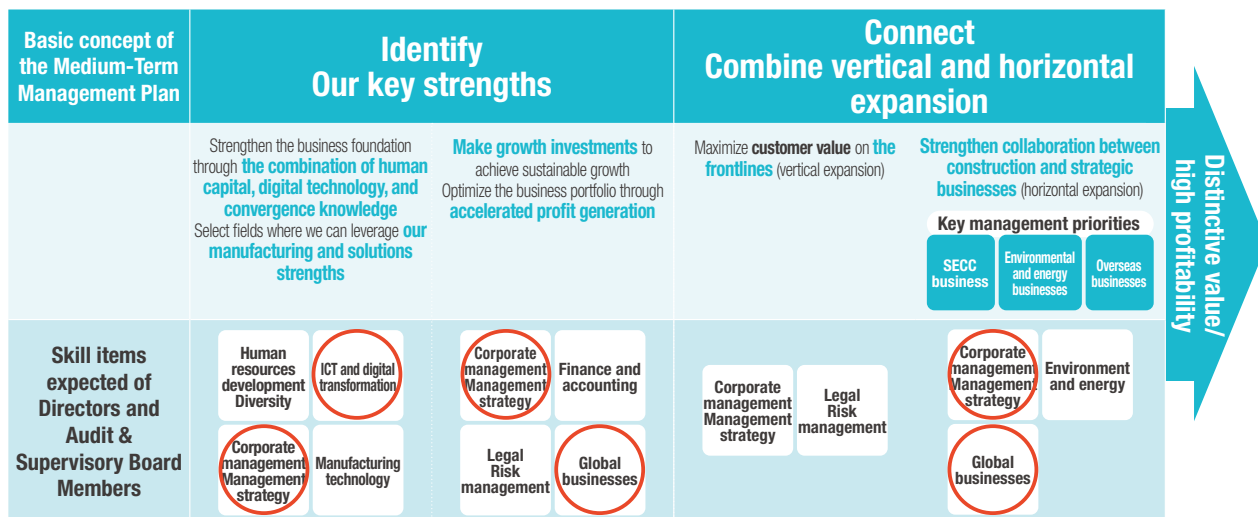 Basic concept of
the Medium-Term
Management Plan
Identify
Our key strengths
Connect
Combine vertical and horizontal
expansion
Strengthen the business foundation
through the combination of human
capital, digital technology, and
convergence knowledge
Select fields where we can leverage our
manufacturing and solutions
strengths
Make growth investments to
achieve sustainable growth
Optimize the business portfolio through
accelerated profit generation
Maximize customer value on the
frontlines (vertical expansion)
Strengthen collaboration between
construction and strategic
businesses (horizontal expansion)
Key management priorities
SECC
business
Environmental
and energy
businesses
Overseas
businesses
Distinctive value/
high profitability
Skill items
expected of
Directors and
Audit &
Supervisory Board
Members
Human
resources
development
Diversity
ICT and digital
transformation
Corporate
management
Management
strategy
Manufacturing
technology
Corporate
management
Management
strategy
Finance and
accounting
Legal
Risk
management
Global
businesses
Corporate
management
Management
strategy
Legal
Risk
management
Corporate
management
Management
strategy
Environment
and energy
Global
businesses